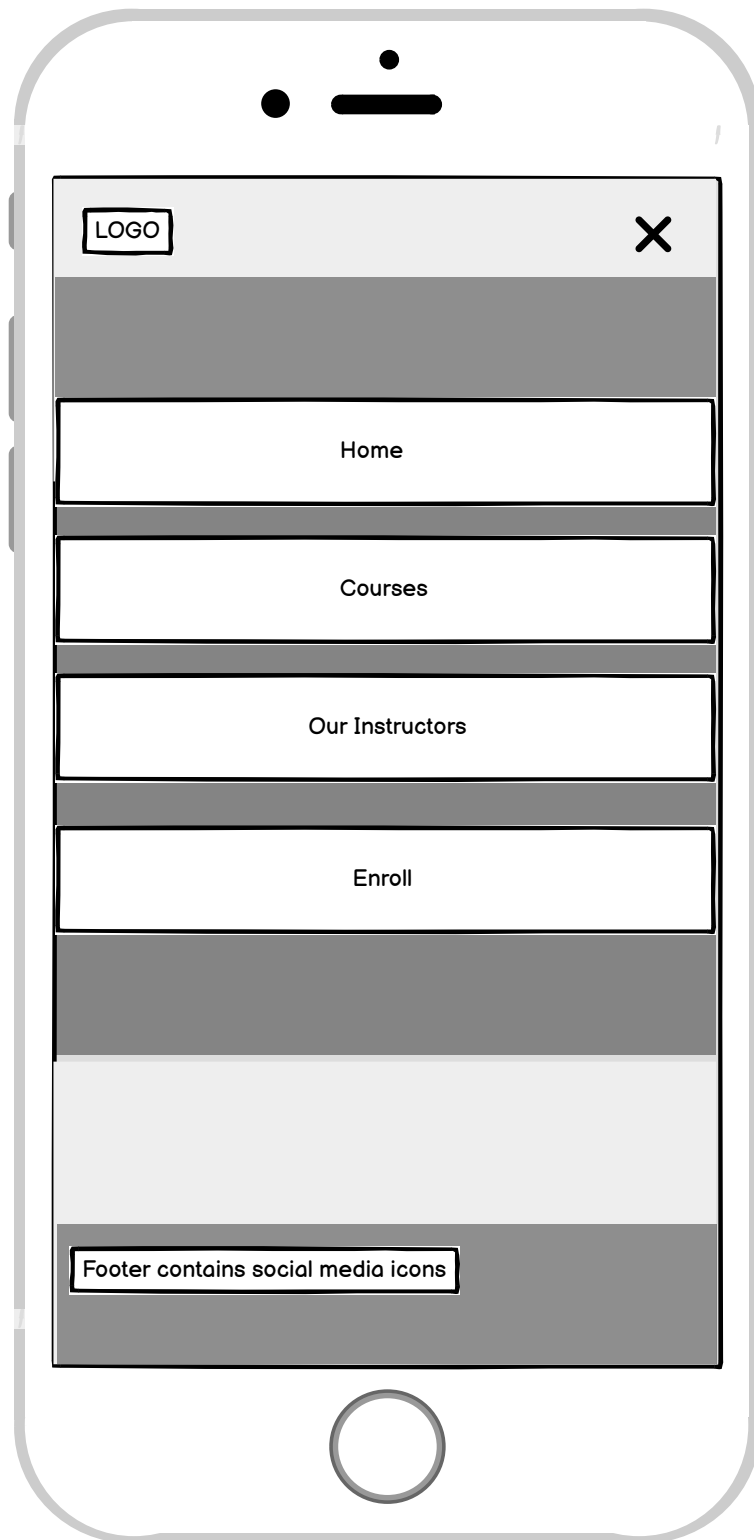 LOGO
Home
Courses
Our Instructors
Enroll
Footer contains social media icons